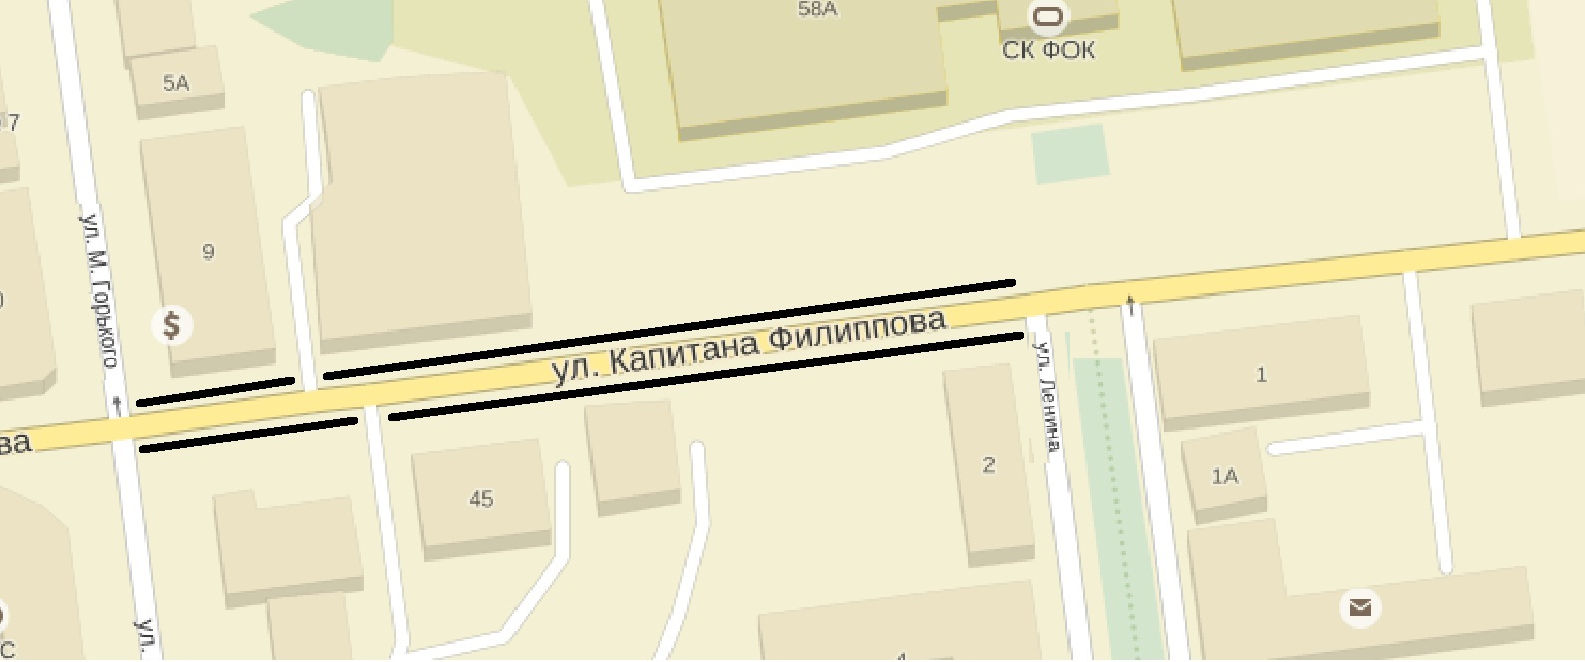 58А
СК ФОК
5А
7
ул. М. Горького
9
$
ул. Капитана Филиппова
ва
ул. Ленина
1
2
1А
45
ул.
С
4